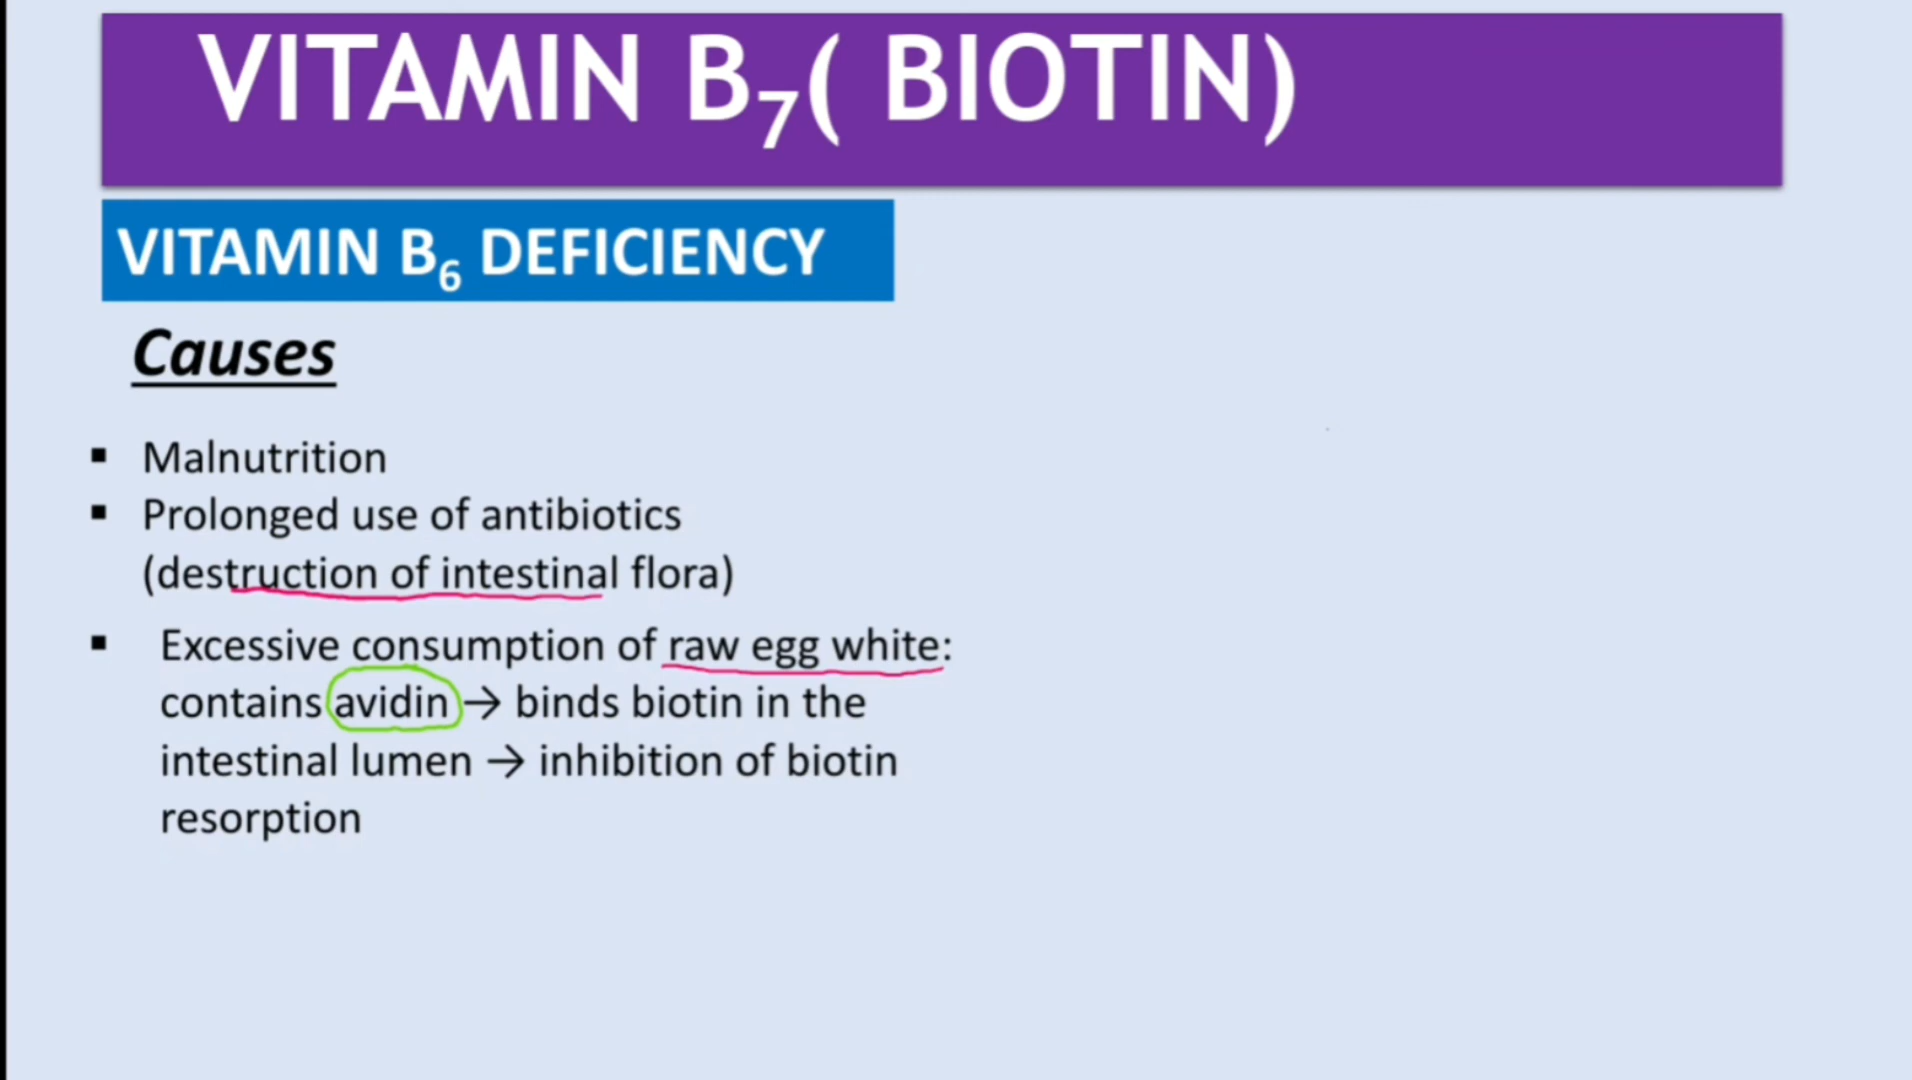 VITAMIN B₇( BIOTIN)
VITAMIN B₆ DEFICIENCY
Causes
▪ Malnutrition
▪ Prolonged use of antibiotics
(destruction of intestinal flora)
▪ Excessive consumption of raw egg white:
contains avidin → binds biotin in the
intestinal lumen → inhibition of biotin
resorption